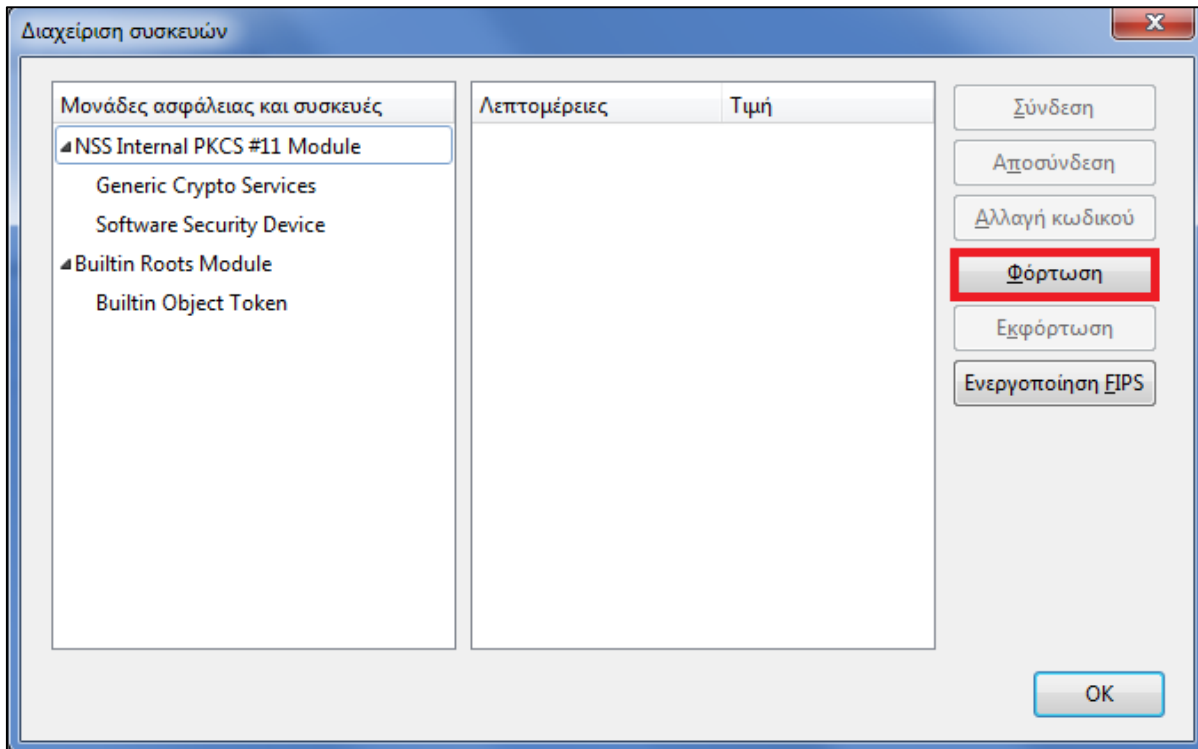 Διαχείριση συσκευών
Μονάδες ασφάλειας και συσκευές
NSS Internal PKCS #11 Module
Generic Crypto Services
Software Security Device
Builtin Roots Module
Builtin Object Token
Λεπτομέρειες Τιμή
Σύνδεση
Αποσύνδεση
Αλλαγή κωδικού
Φόρτωση
Εκφόρτωση
Ενεργοποίηση FIPS
OK